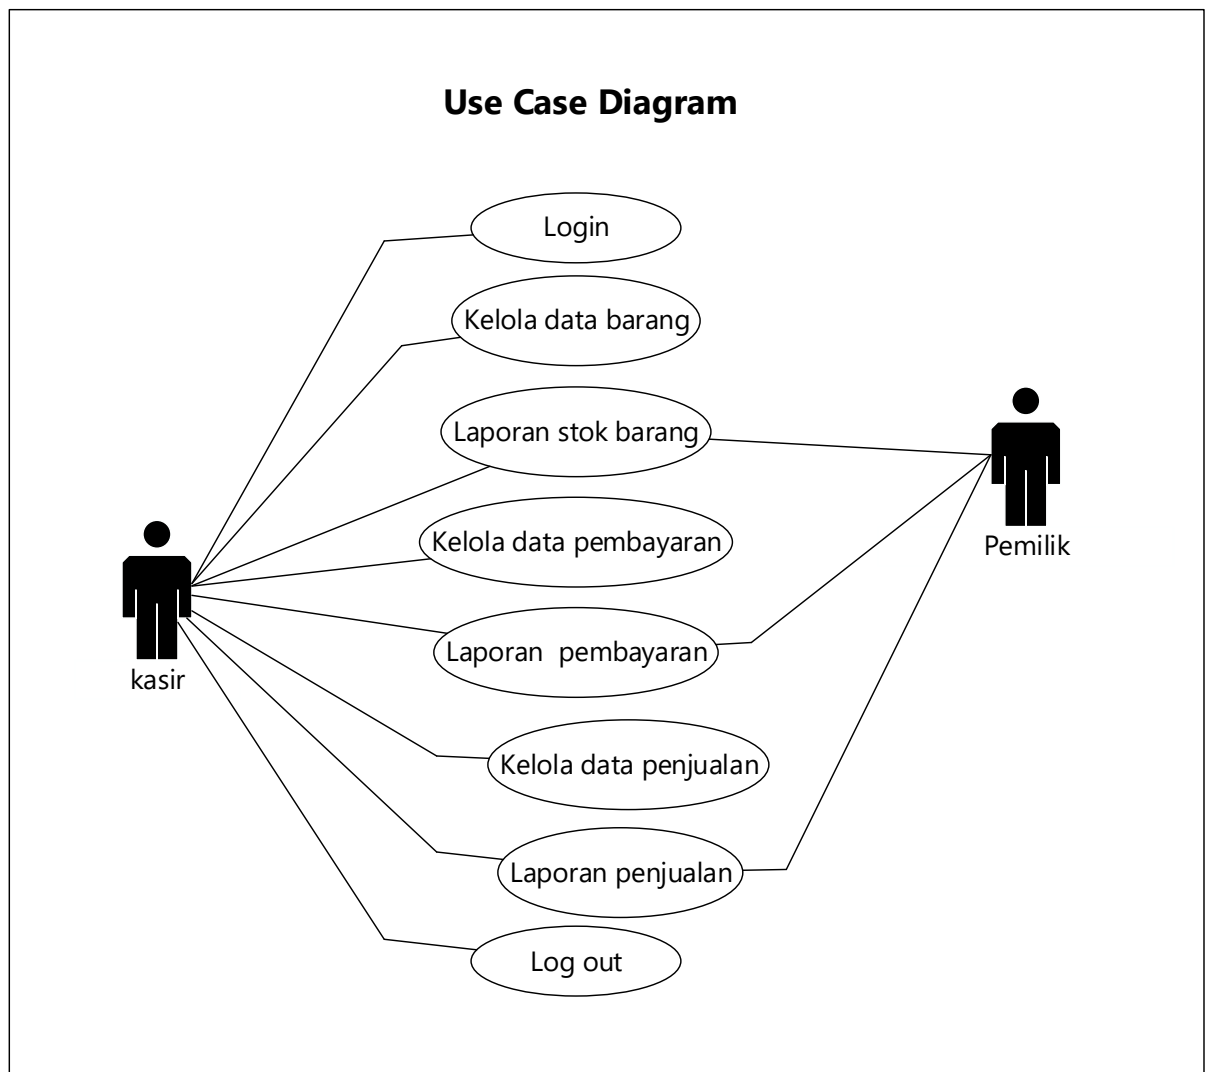 Use Case Diagram
Login
Kelola data barang
Laporan stok barang
Kelola data pembayaran
Pemilik
Laporan  pembayaran
kasir
Kelola data penjualan
Laporan penjualan
Log out